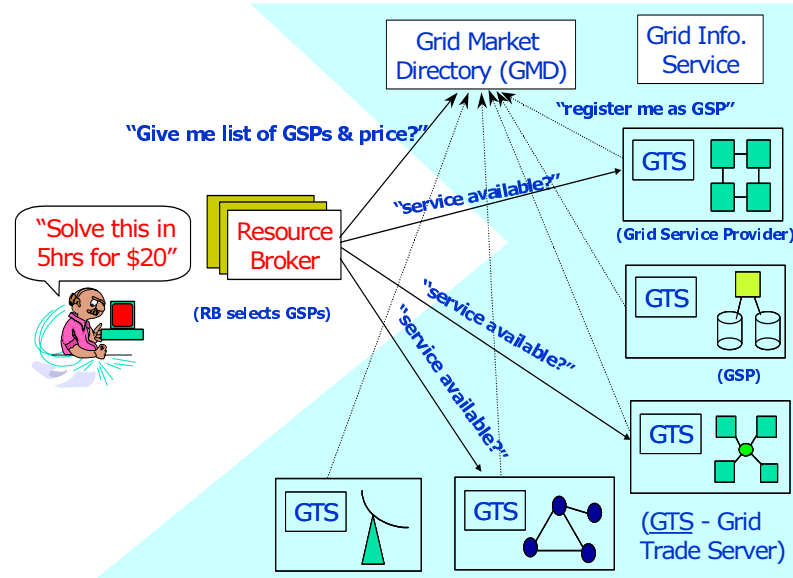 Grid Market
Directory (GMD)
Grid Info.
Service
“register me as GSP”
“Give me list of GSPs & price?”
GTS
“service available?”
(Grid Service Provider)
“Solve this in
5hrs for $20”
Resource
Broker
(RB selects GSPs)
“service available?”
“service available?”
GTS
(GSP)
GTS
GTS
GTS
(GTS - Grid
Trade Server)